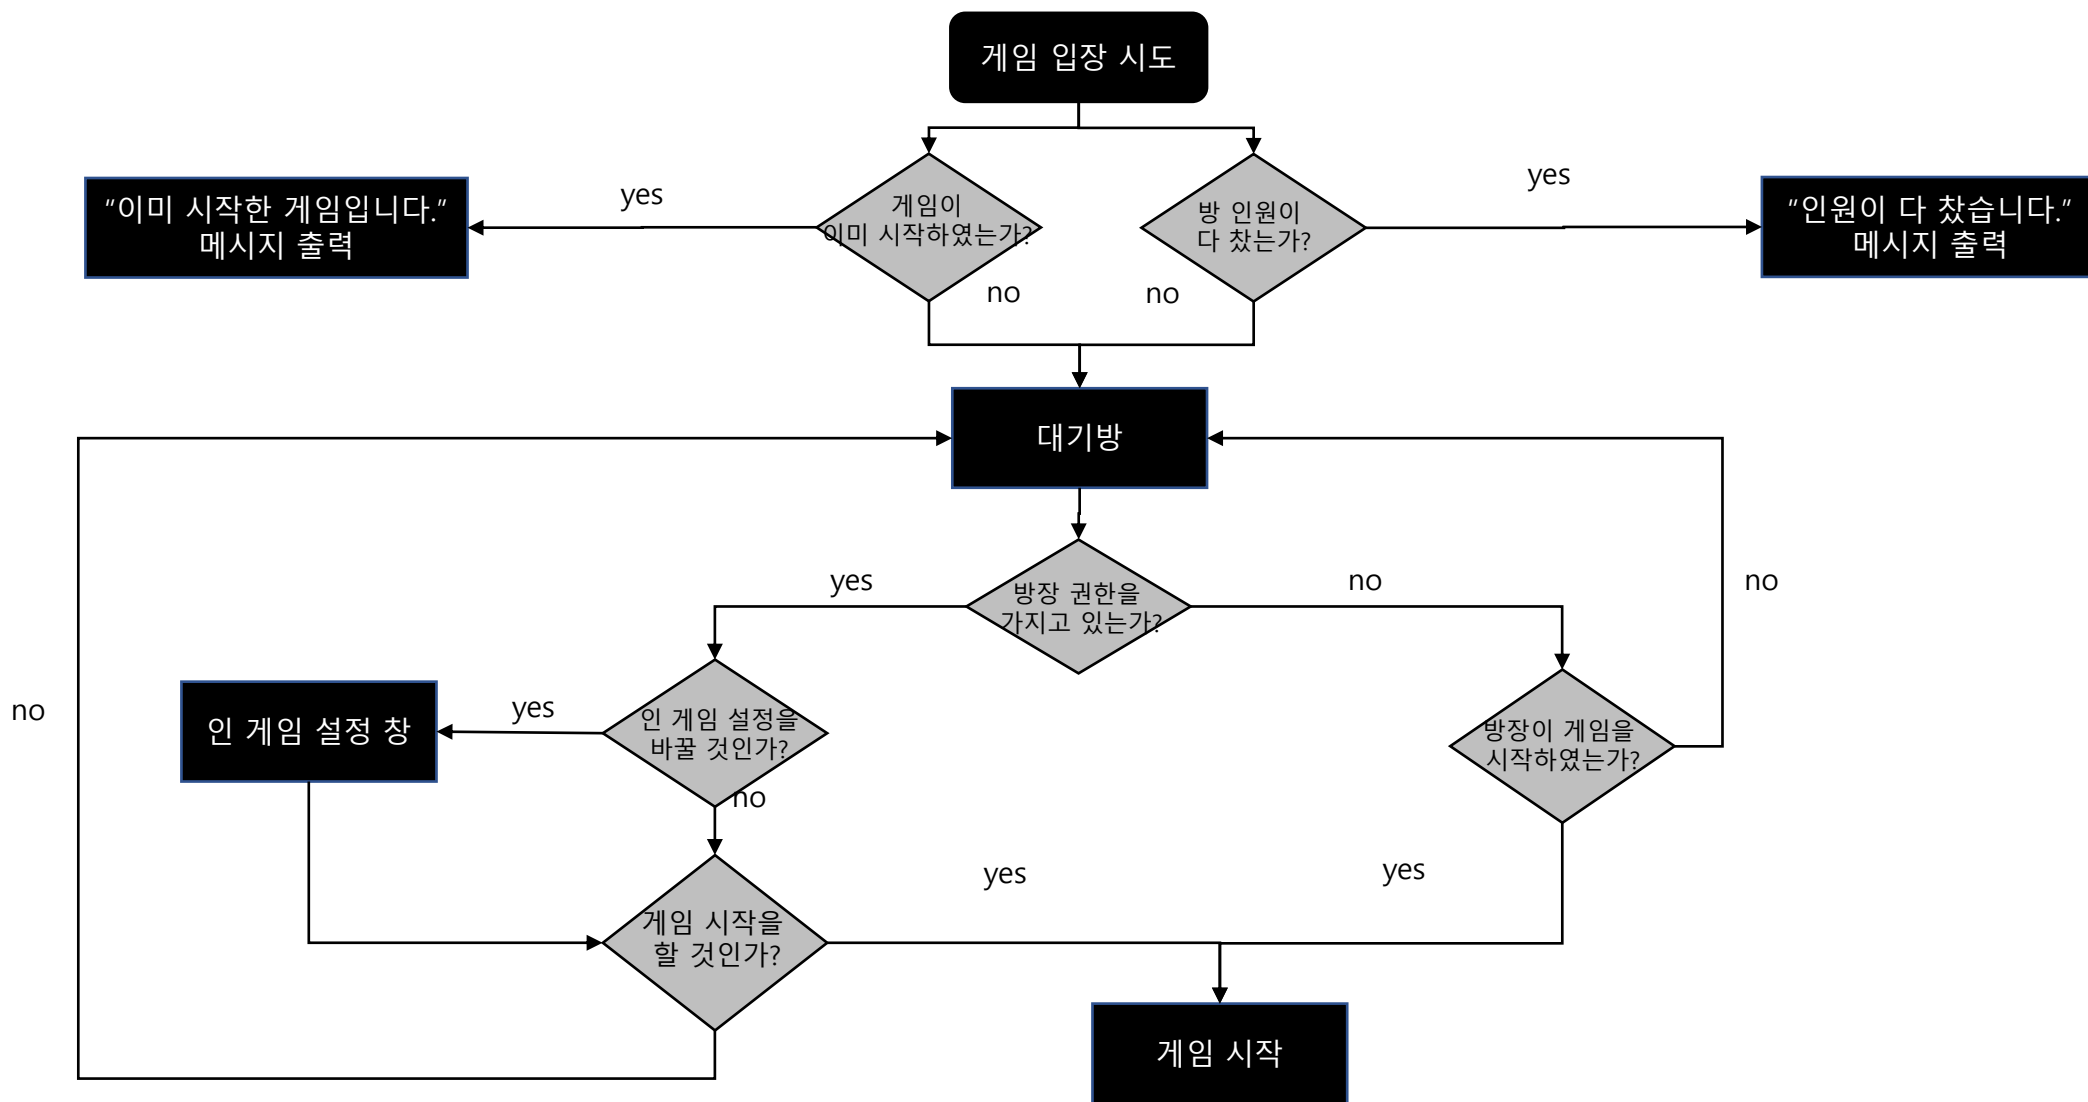 게임 입장 시도
yes
yes
“이미 시작한 게임입니다.”
메시지 출력
게임이
이미 시작하였는가?
방 인원이
다 찼는가?
“인원이 다 찼습니다.”
메시지 출력
no
no
대기방
yes
방장 권한을
가지고 있는가?
no
no
no
인 게임 설정 창
yes
인 게임 설정을
바꿀 것인가?
방장이 게임을
시작하였는가?
no
yes
yes
게임 시작을
할 것인가?
게임 시작